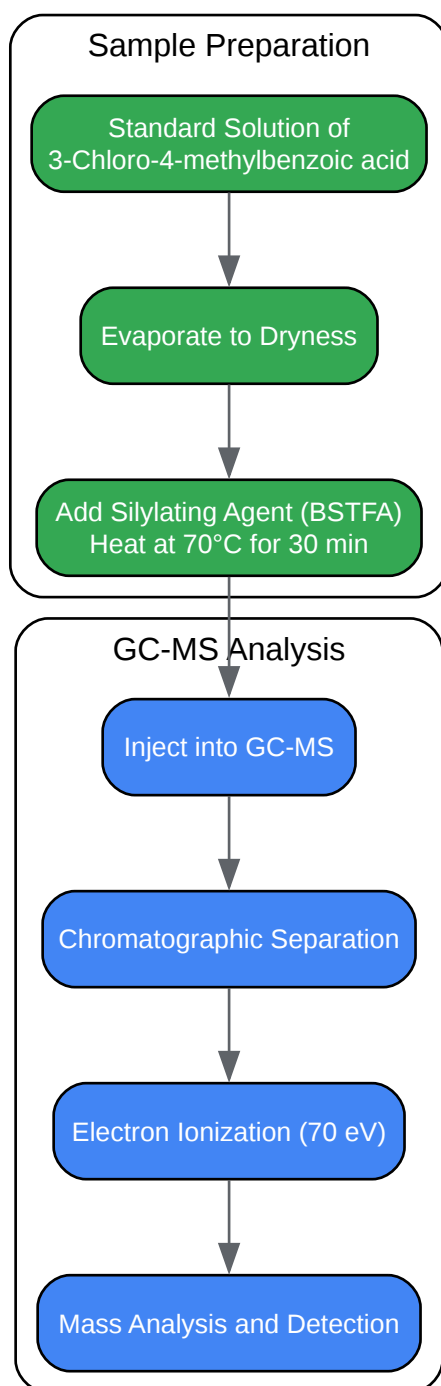 Sample Preparation
Standard Solution of
3-Chloro-4-methylbenzoic acid
Evaporate to Dryness
Add Silylating Agent (BSTFA)
Heat at 70°C for 30 min
GC-MS Analysis
Inject into GC-MS
Chromatographic Separation
Electron Ionization (70 eV)
Mass Analysis and Detection